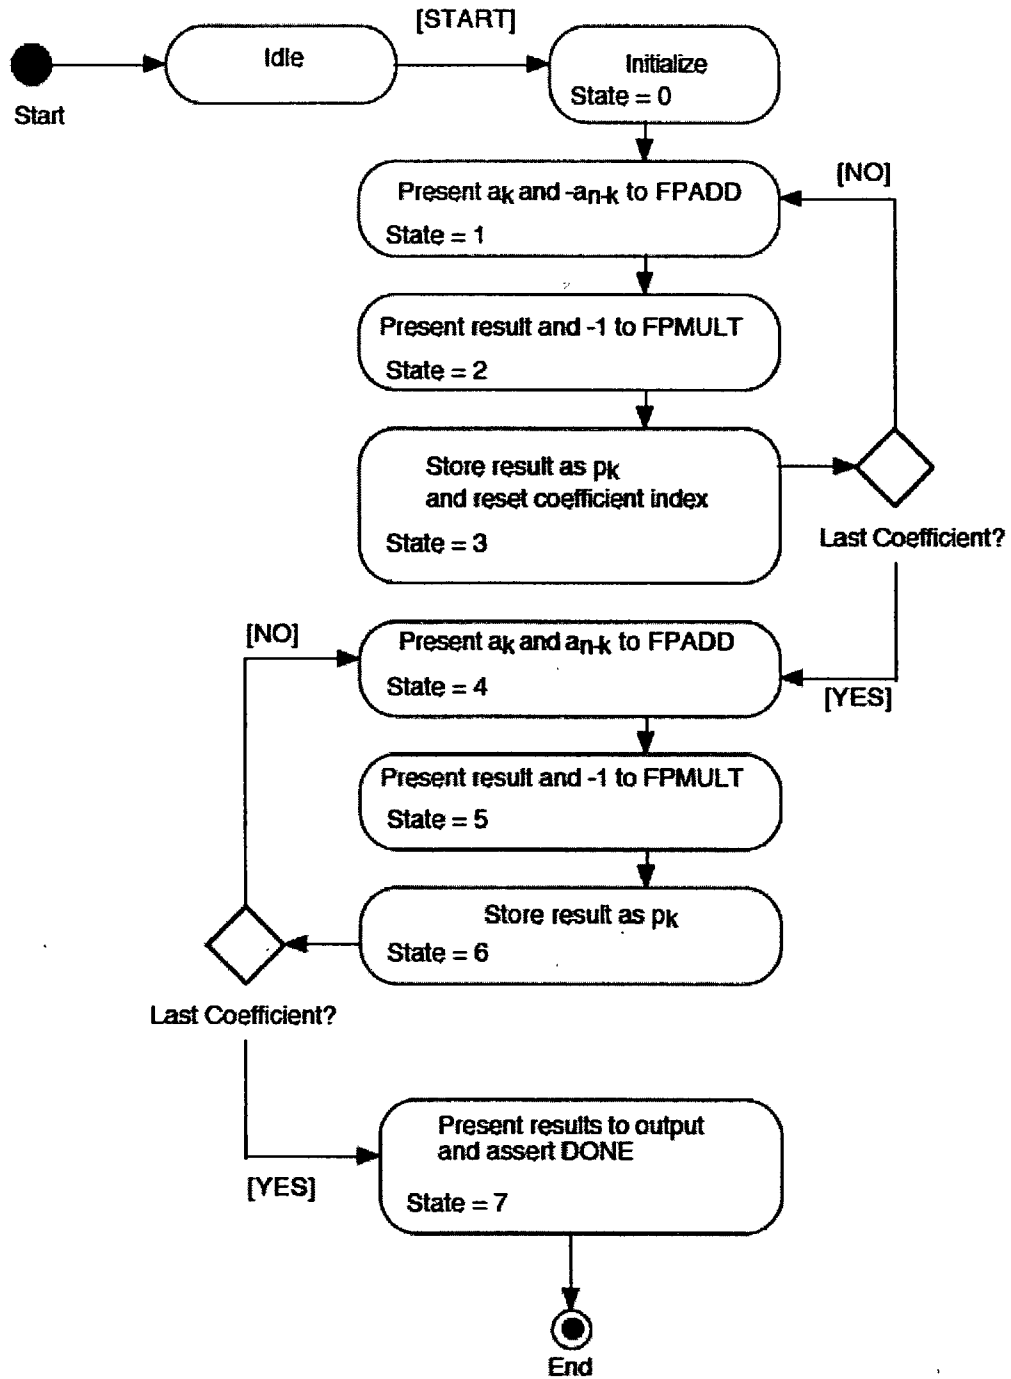 [START]
Idle
Start
Initialize
State = 0
Present ak and -an-k to FPADD
State = 1
[NO]
Present result and -1 to FPMULT
State = 2
Store result as pk
and reset coefficient index
State = 3
Last Coefficient?
[NO]
Present ak and an-k to FPADD
State = 4
[YES]
Present result and -1 to FPMULT
State = 5
Store result as pk
State = 6
Last Coefficient?
Present results to output
and assert DONE
[YES]
State = 7
End